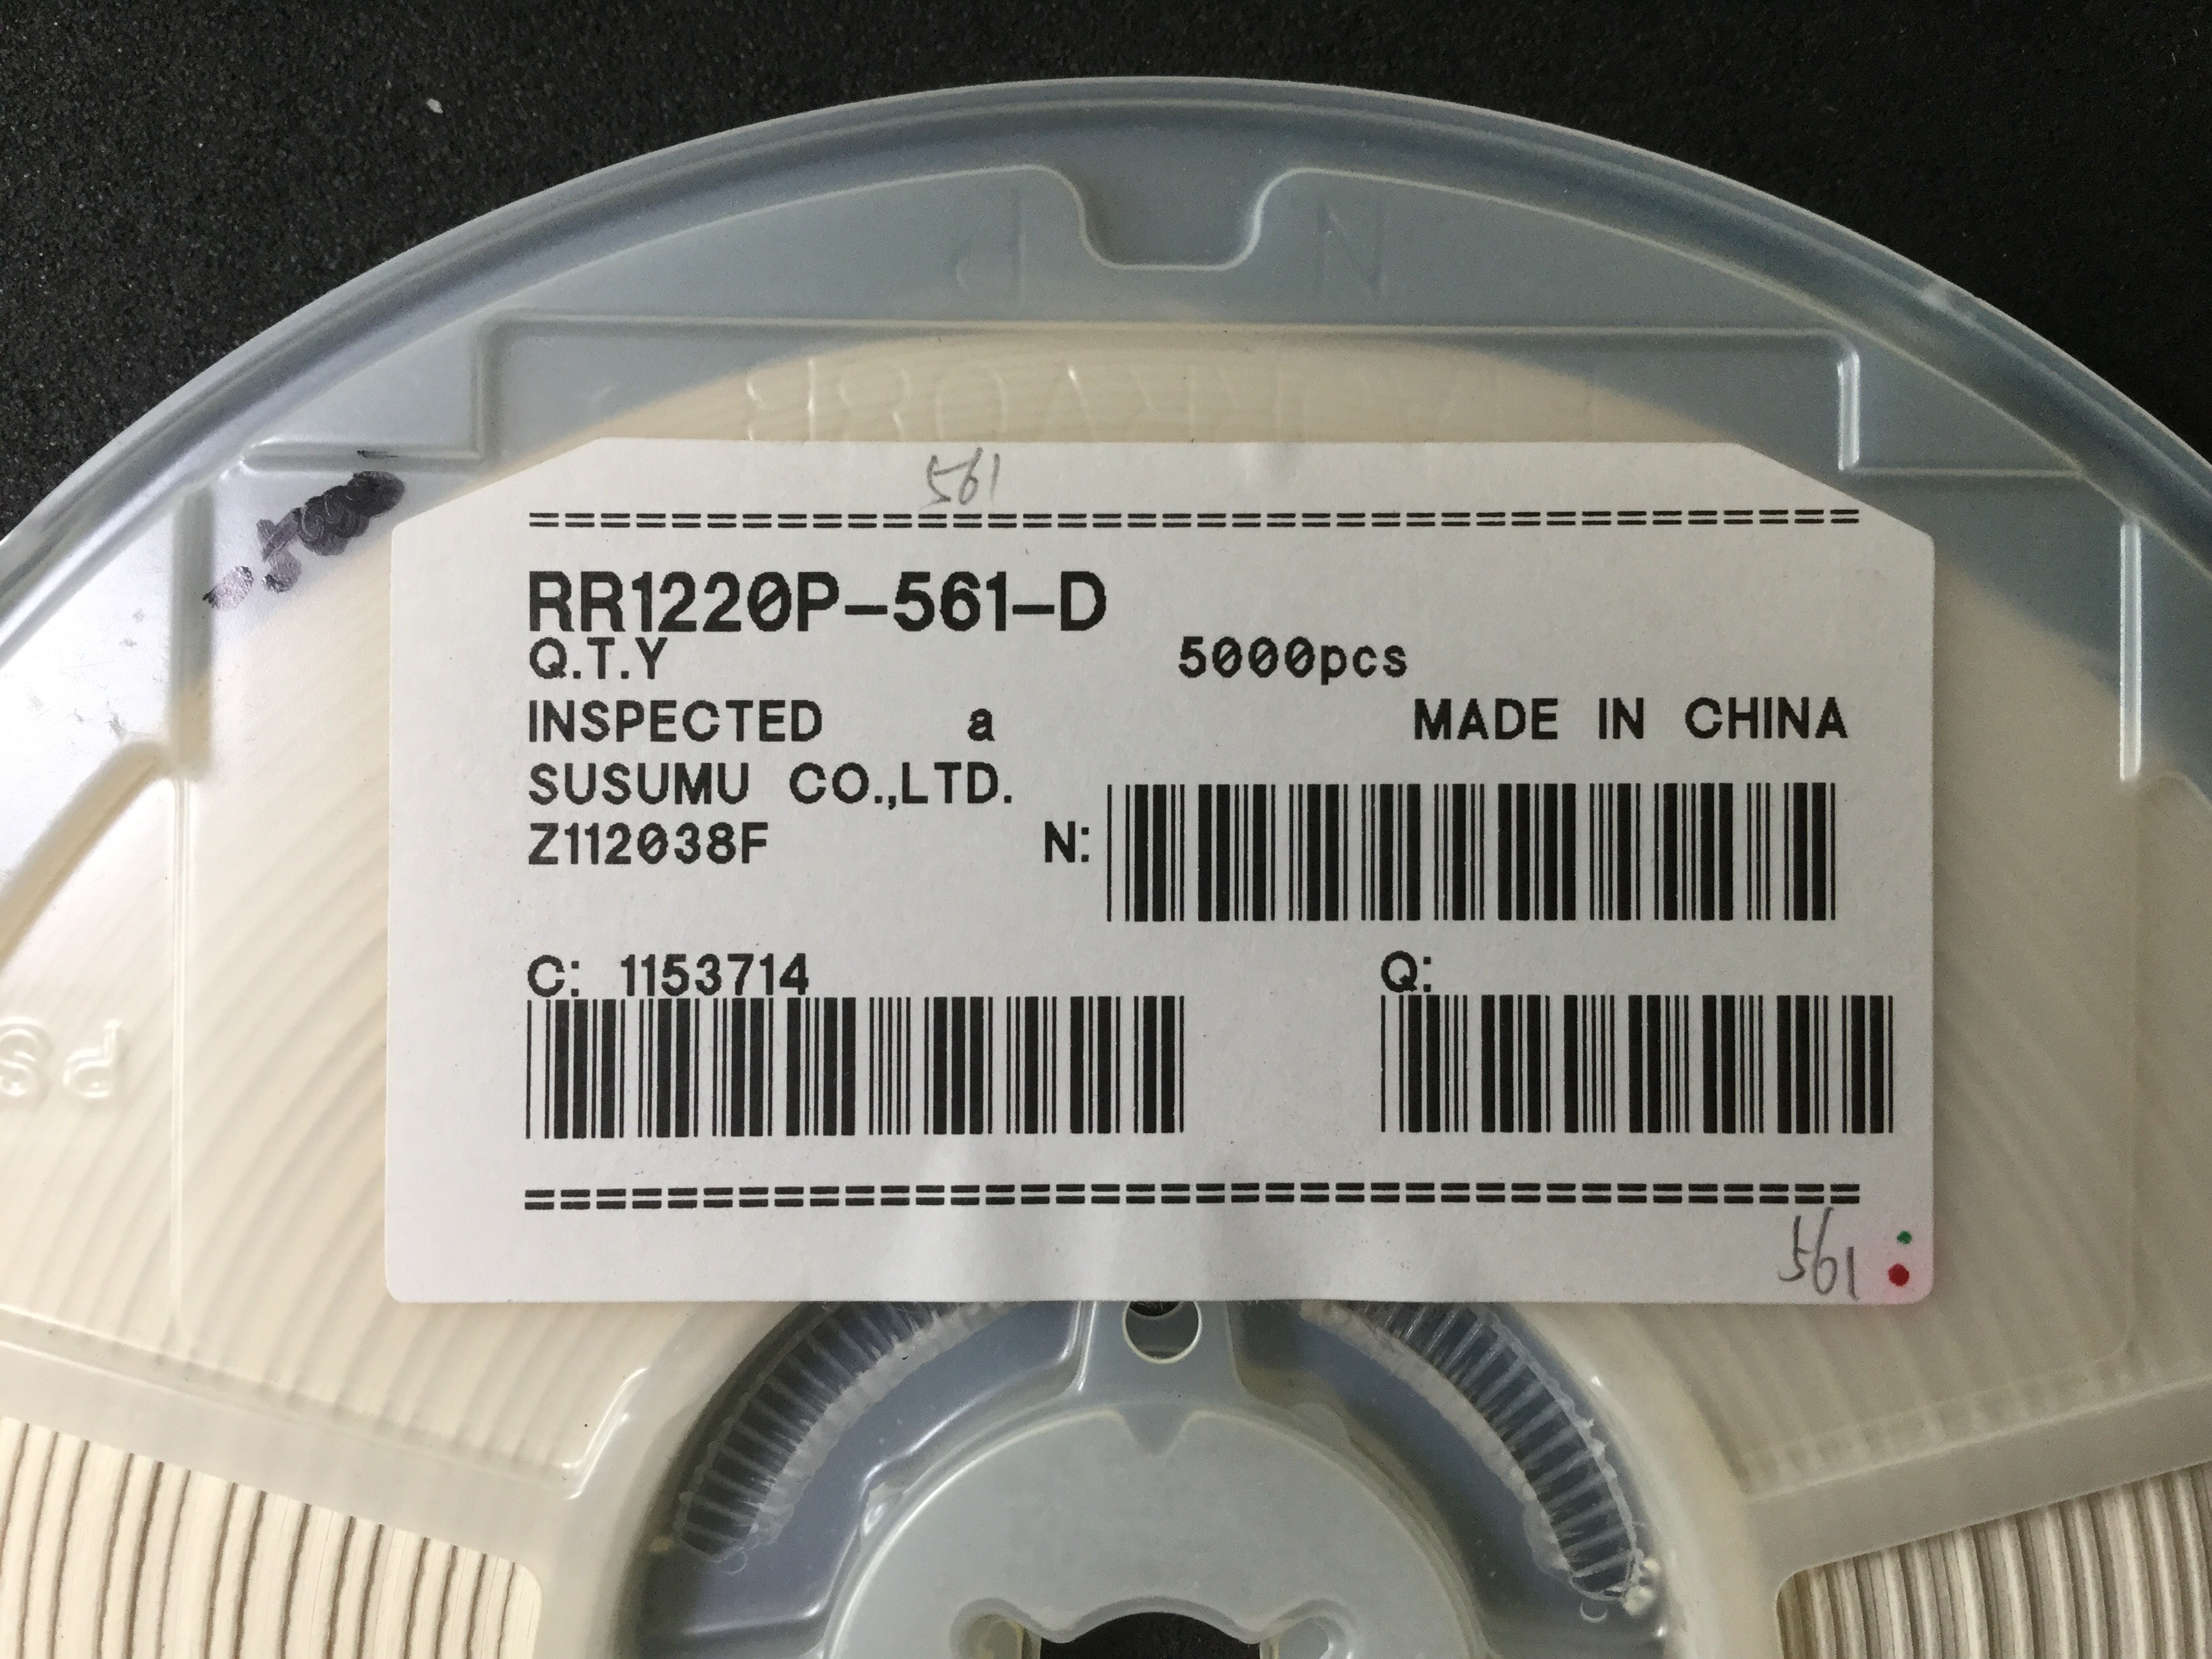 561
=======================================
RR1220P-561-D
Q.T.Y 5000pcs
INSPECTED a MADE IN CHINA
SUSUMU CO.,LTD.
Z112038F N:
C: 1153714 Q:
=======================================
561